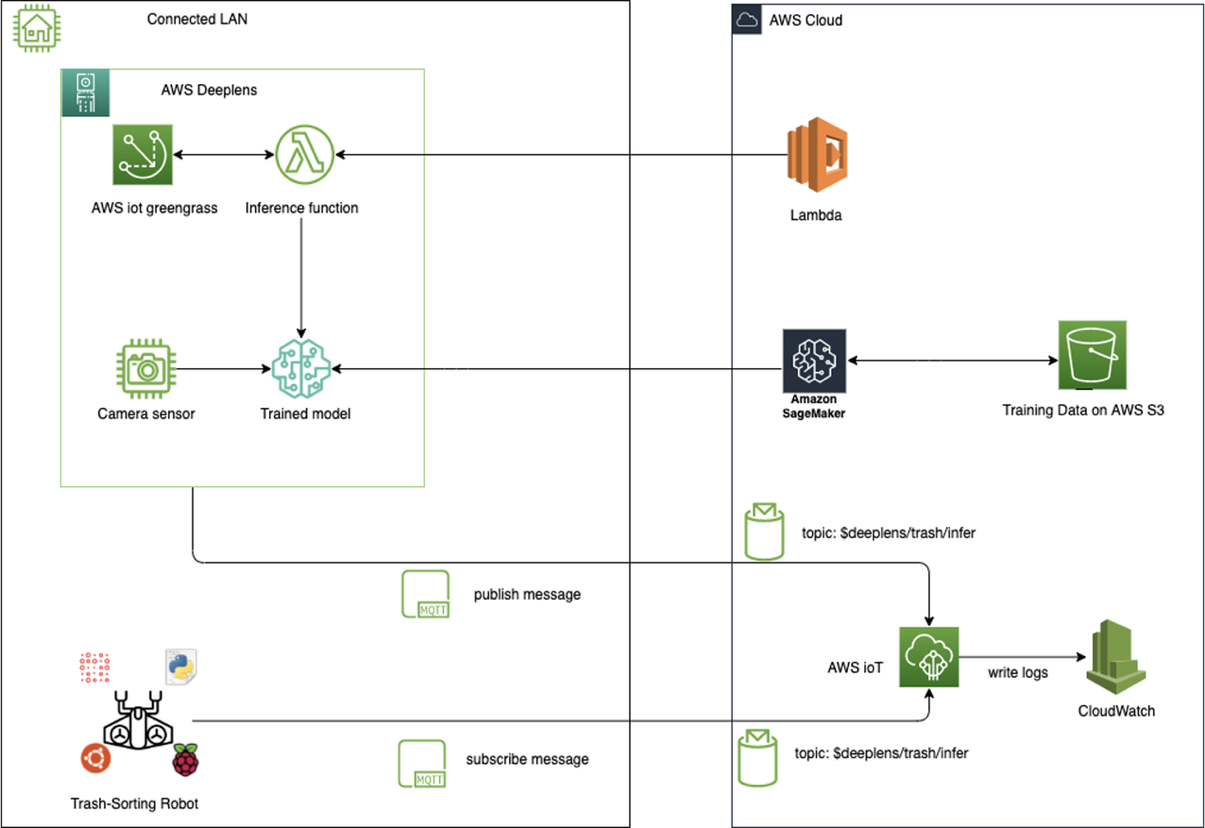 Connected LAN
AWS Cloud
AWS Deeplens
AWS iot greengrass
Inference function
Lambda
Camera sensor
Trained model
Amazon
SageMaker
Training Data on AWS S3
topic: $deeplens/trash/infer
MQTT
publish message
AWS ioT
write logs
CloudWatch
MQTT
subscribe message
topic: $deeplens/trash/infer
Trash-Sorting Robot